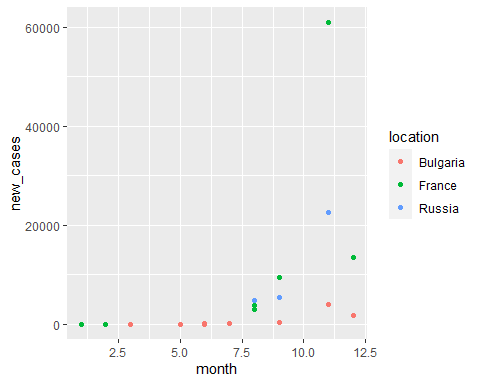 60000
40000
20000
0
new_cases
2.5 5.0 7.5 10.0 12.5
month
location
Bulgaria
France
Russia